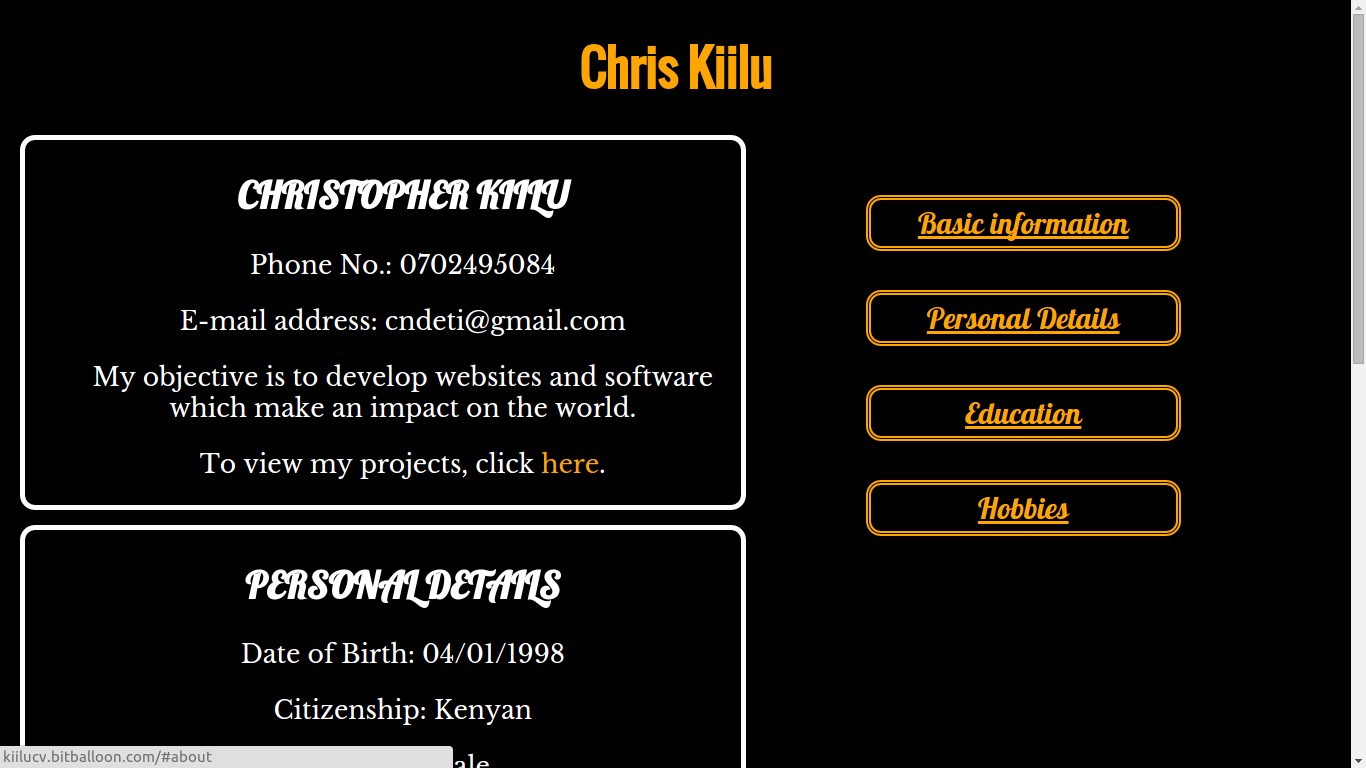 Chris Kiilu
CHRISTOPHER KIILU
Phone No.: 0702495084
E-mail address: cndeti@gmail.com
My objective is to develop websites and software
which make an impact on the world.
To view my projects, click here.
PERSONAL DETAILS
Date of Birth: 04/01/1998
Citizenship: Kenyan
Basic information
Personal Details
Education
Hobbies
kiilucv.bitballoon.com/#about